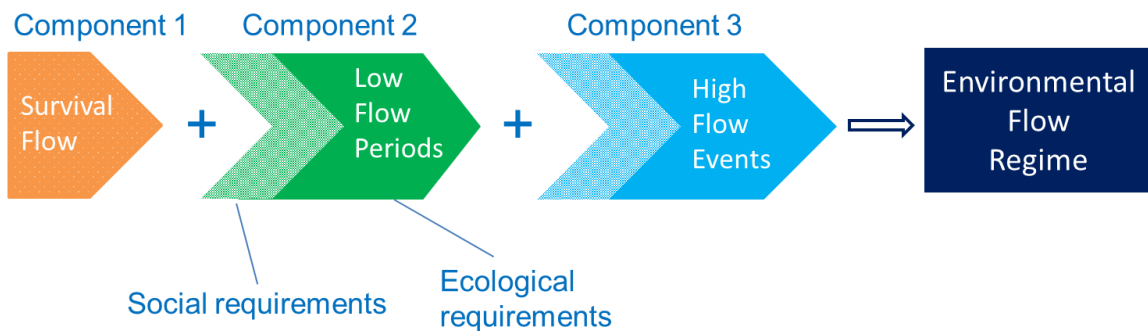 Component 1
Component 2
Component 3
Survival
Flow
+
Low
Flow
Periods
+
High
Flow
Events
Environmental
Flow
Regime
Social requirements
Ecological
requirements